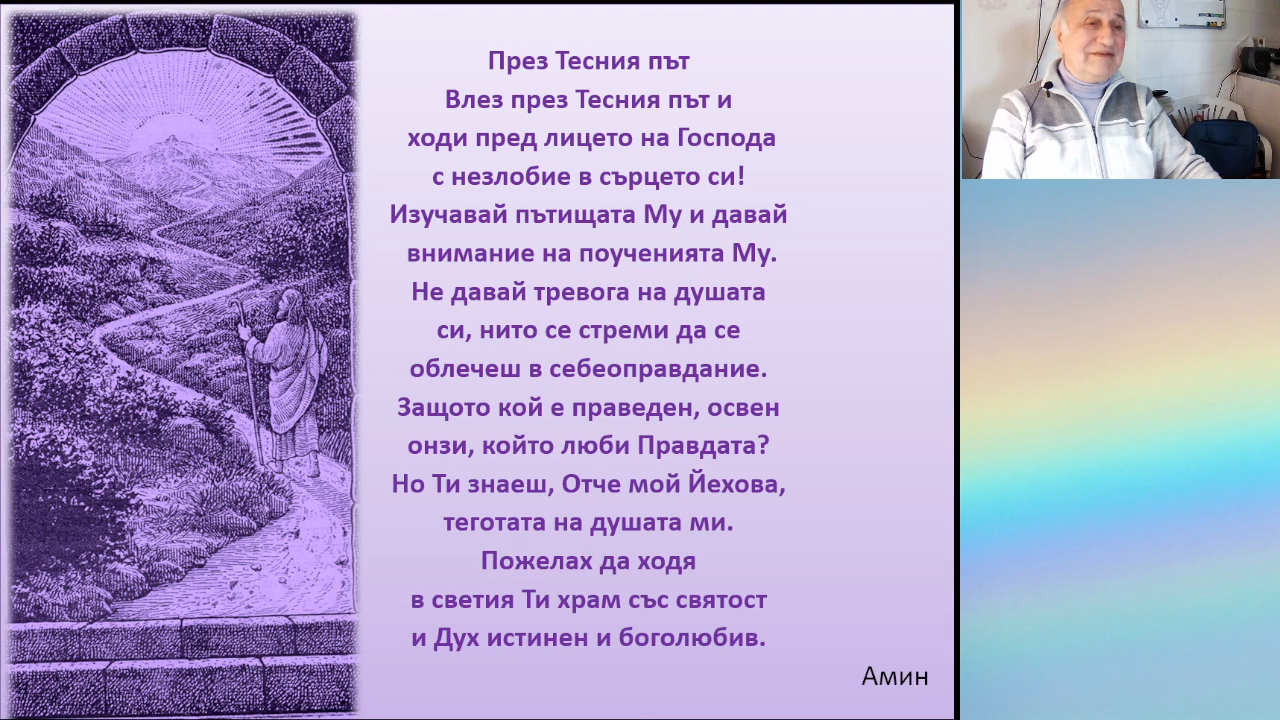 През Тесния път
Влез през Тесния път и
ходи пред лицето на Господа
с незлобие в сърцето си!
Изучавай пътищата Му и давай
внимание на поученията Му.
Не давай тревога на душата
си, нито се стреми да се
облечеш в себеоправдание.
Защото кой е праведен, освен
онзи, който люби Правдата?
Но Ти знаеш, Отче мой Йехова,
теготата на душата ми.
Пожелах да ходя
в светия Ти храм със святост
и Дух истинен и боголюбив.
Амин